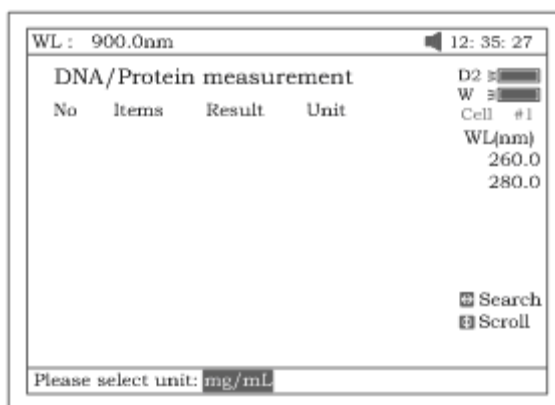 WL : 900.0nm 12: 35: 27
DNA/Protein measurement
D2
W
No Items Result Unit
Cell #1
WL(nm)
260.0
280.0
Search
Scroll
Please select unit: mg/mL